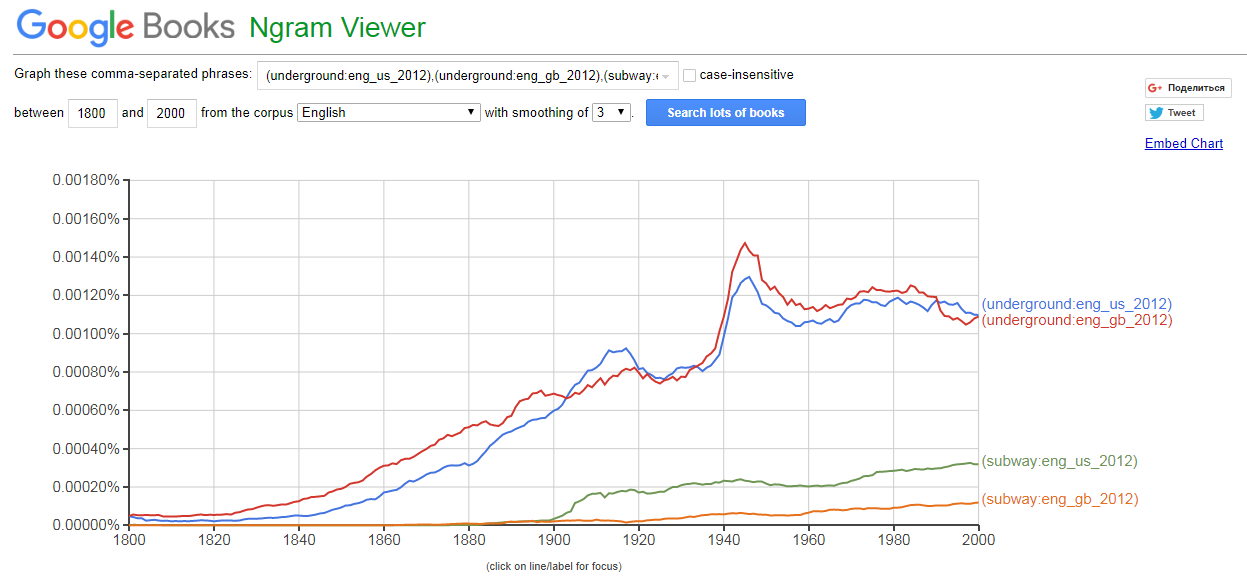 Google Books Ngram Viewer
Graph these comma-separated phrases: (underground:eng_us_2012),(underground:eng_gb_2012),(subway:e case-insensitive
between 1800 and 2000 from the corpus English with smoothing of 3 . Search lots of books
G+ Поделиться
Tweet
Embed Chart
0.00180%
0.00160%
0.00140%
0.00120%
0.00100%
0.00080%
0.00060%
0.00040%
0.00020%
0.00000%
(underground:eng_us_2012)
(underground:eng_gb_2012)
(subway:eng_us_2012)
(subway:eng_gb_2012)
1800 1820 1840 1860 1880 1900 1920 1940 1960 1980 2000
(click on line/label for focus)